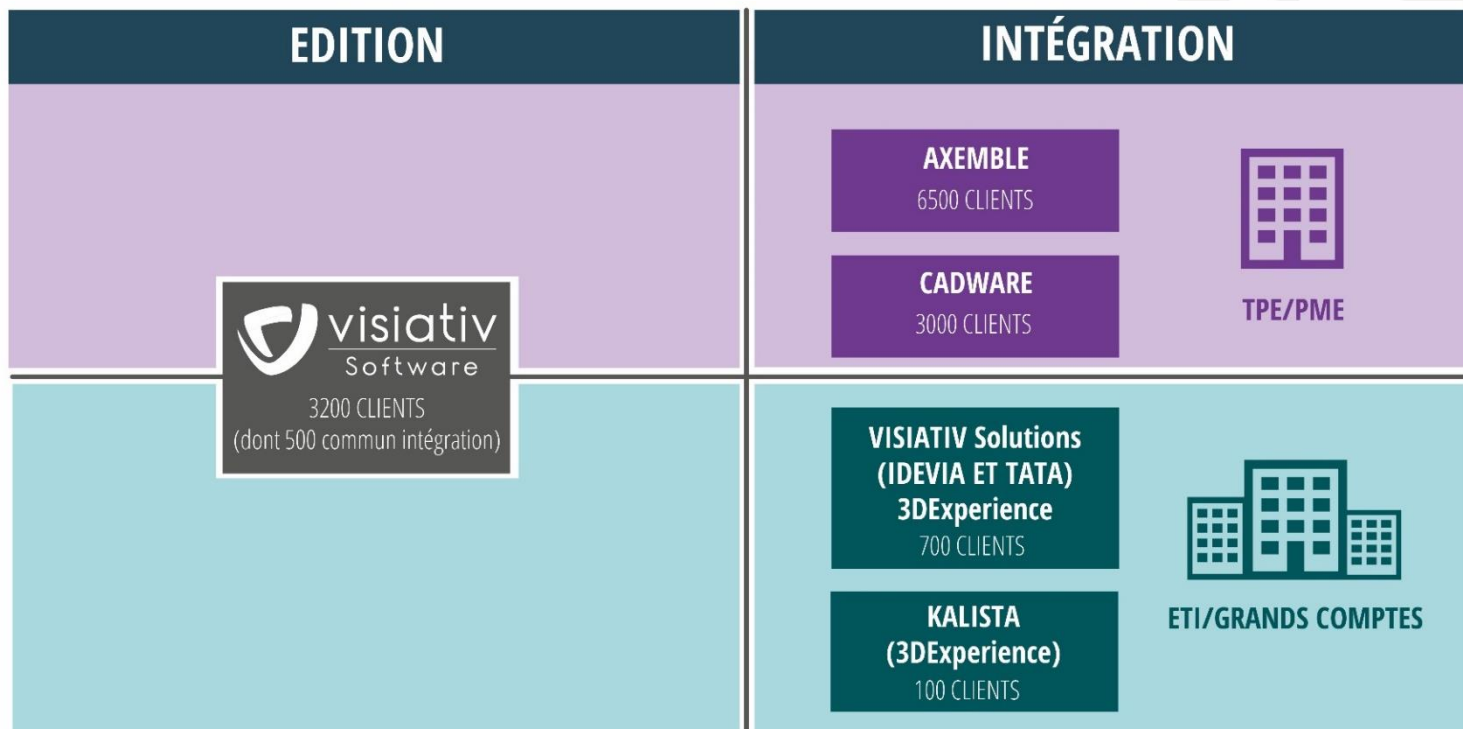 EDITION
INTÉGRATION
AXEMBLE
6500 CLIENTS
CADWARE
3000 CLIENTS
TPE/PME
visiativ
Software
3200 CLIENTS
(dont 500 commun intégration)
VISIATIV Solutions
(IDEVIA ET TATA)
3DExperience
700 CLIENTS
KALISTA
(3DExperience)
100 CLIENTS
ETI/GRANDS COMPTES